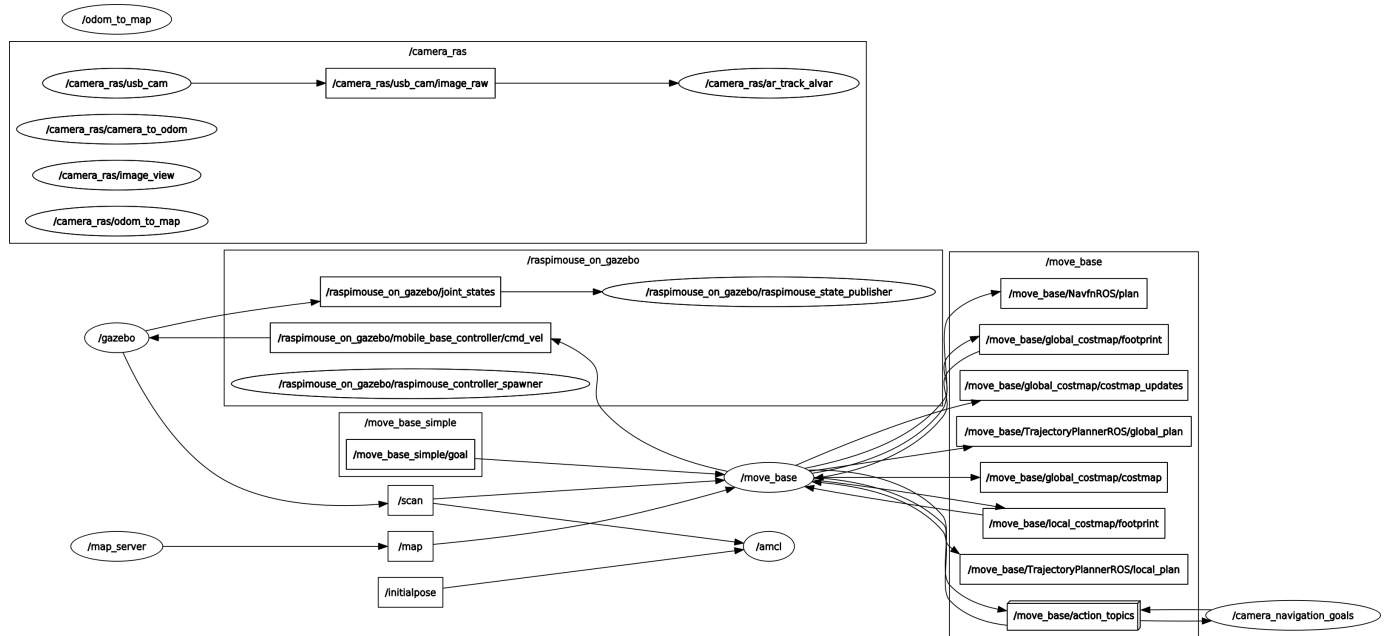 /odom_to_map
/camera_ras
/camera_ras/usb_cam
/camera_ras/usb_cam/image_raw
/camera_ras/ar_track_alvar
/camera_ras/camera_to_odom
/camera_ras/image_view
/camera_ras/odom_to_map
/raspimouse_on_gazebo
/move_base
/raspimouse_on_gazebo/joint_states
/raspimouse_on_gazebo/raspimouse_state_publisher
/move_base/NavfnROS/plan
/gazebo
/raspimouse_on_gazebo/mobile_base_controller/cmd_vel
/move_base/global_costmap/footprint
/raspimouse_on_gazebo/raspimouse_controller_spawner
/move_base/global_costmap/costmap_updates
/move_base_simple
/move_base/TrajectoryPlannerROS/global_plan
/move_base_simple/goal
/move_base
/move_base/global_costmap/costmap
/scan
/move_base/local_costmap/footprint
/map_server
/map
/amcl
/move_base/TrajectoryPlannerROS/local_plan
/initialpose
/move_base/action_topics
/camera_navigation_goals